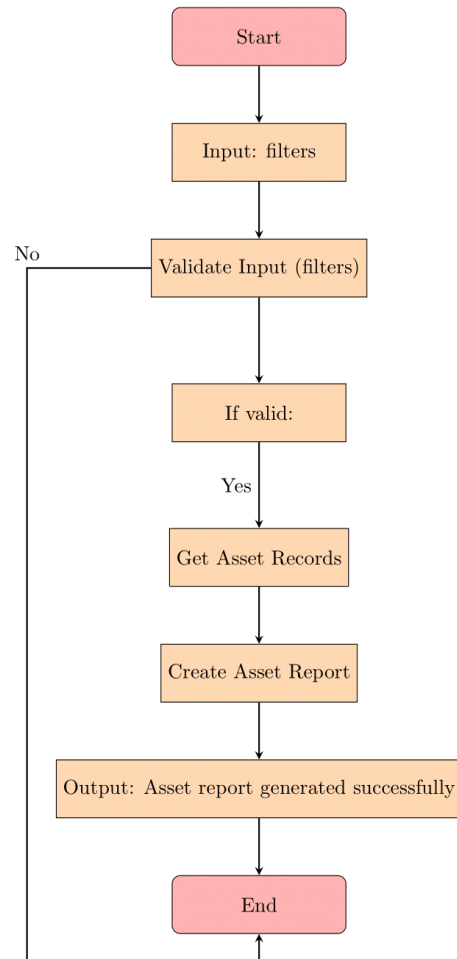 Start
Input: filters
No
Validate Input (filters)
If valid:
Yes
Get Asset Records
Create Asset Report
Output: Asset report generated successfully
End